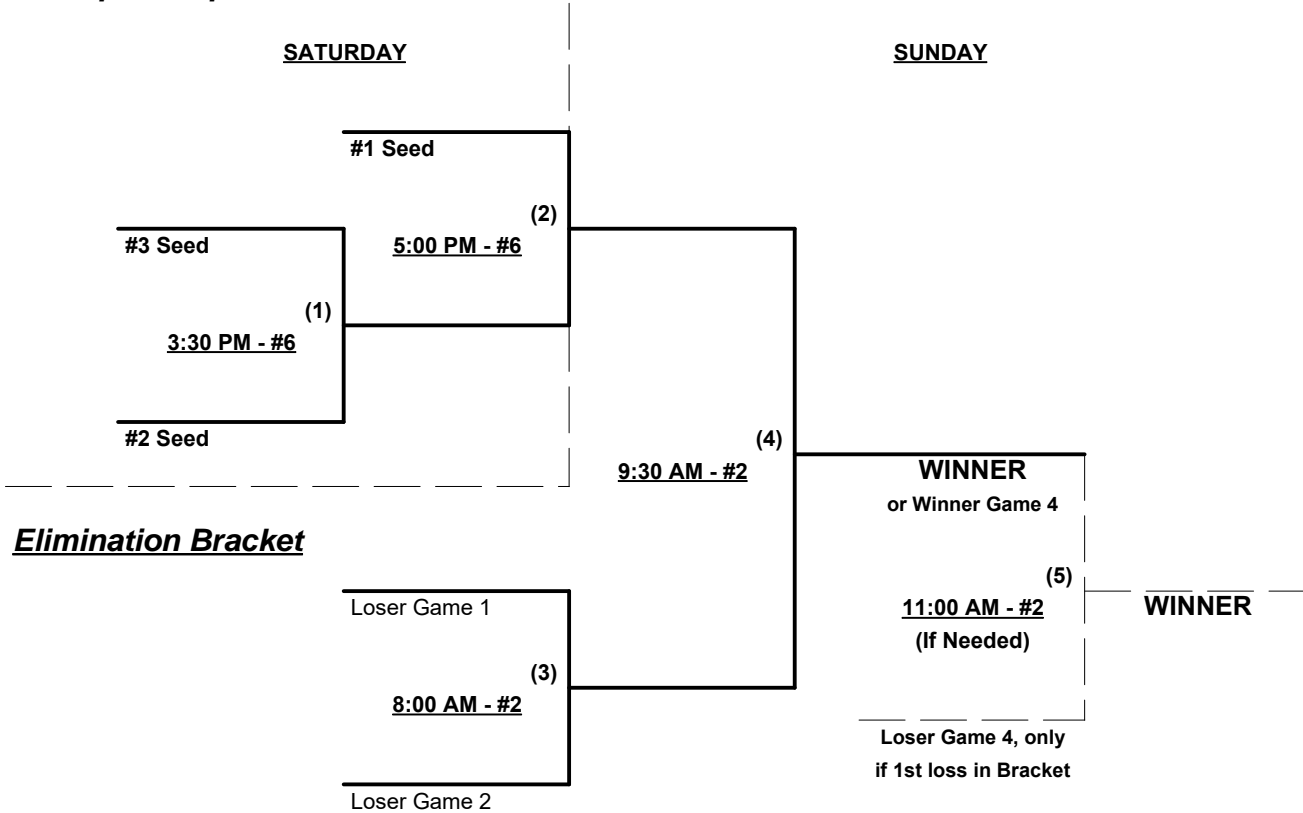 SATURDAY
SUNDAY
#1 Seed
(2)
#3 Seed
5:00 PM - #6
(1)
3:30 PM - #6
#2 Seed
(4)
9:30 AM - #2
WINNER
or Winner Game 4
Elimination Bracket
(5)
Loser Game 1
11:00 AM - #2
WINNER
(If Needed)
(3)
8:00 AM - #2
Loser Game 4, only
if 1st loss in Bracket
Loser Game 2